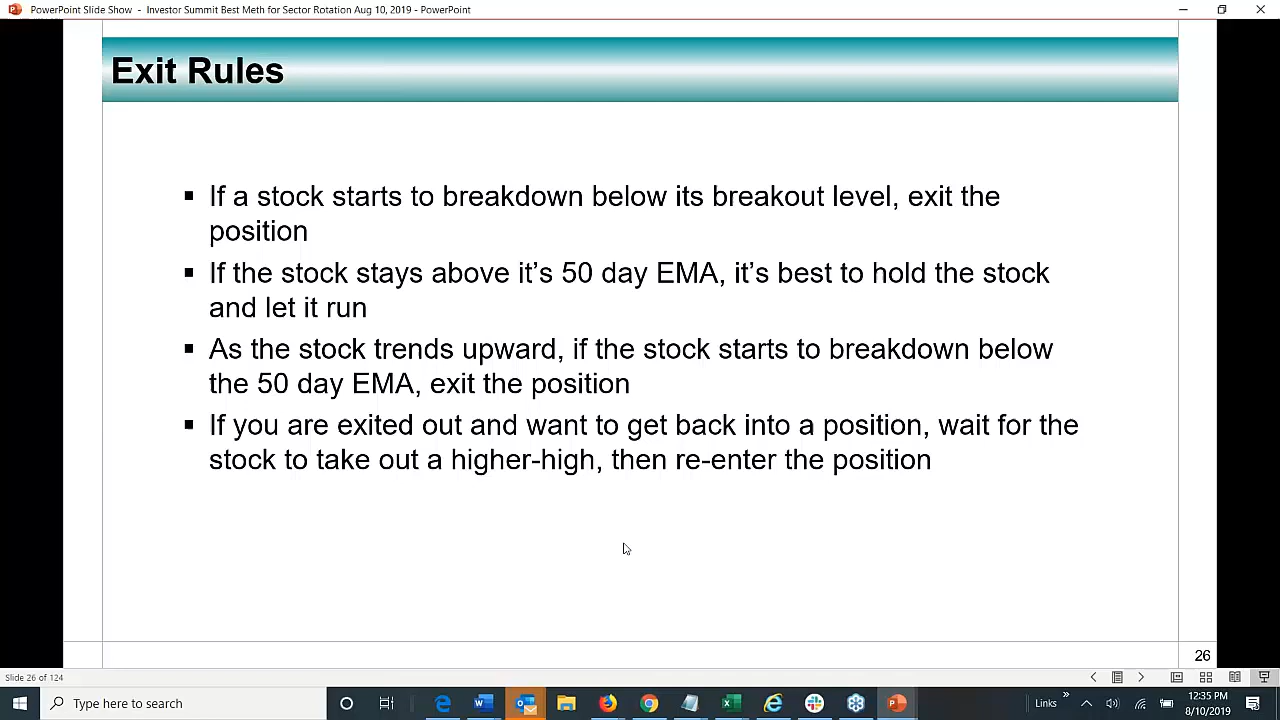 PowerPoint Slide Show - Investor Summit Best Meth for Sector Rotation Aug 10, 2019 - PowerPoint
Exit Rules
▪ If a stock starts to breakdown below its breakout level, exit the
position
▪ If the stock stays above it’s 50 day EMA, it’s best to hold the stock
and let it run
▪ As the stock trends upward, if the stock starts to breakdown below
the 50 day EMA, exit the position
▪ If you are exited out and want to get back into a position, wait for the
stock to take out a higher-high, then re-enter the position
26
Slide 26 of 124
Type here to search
Links
12:35 PM
8/10/2019